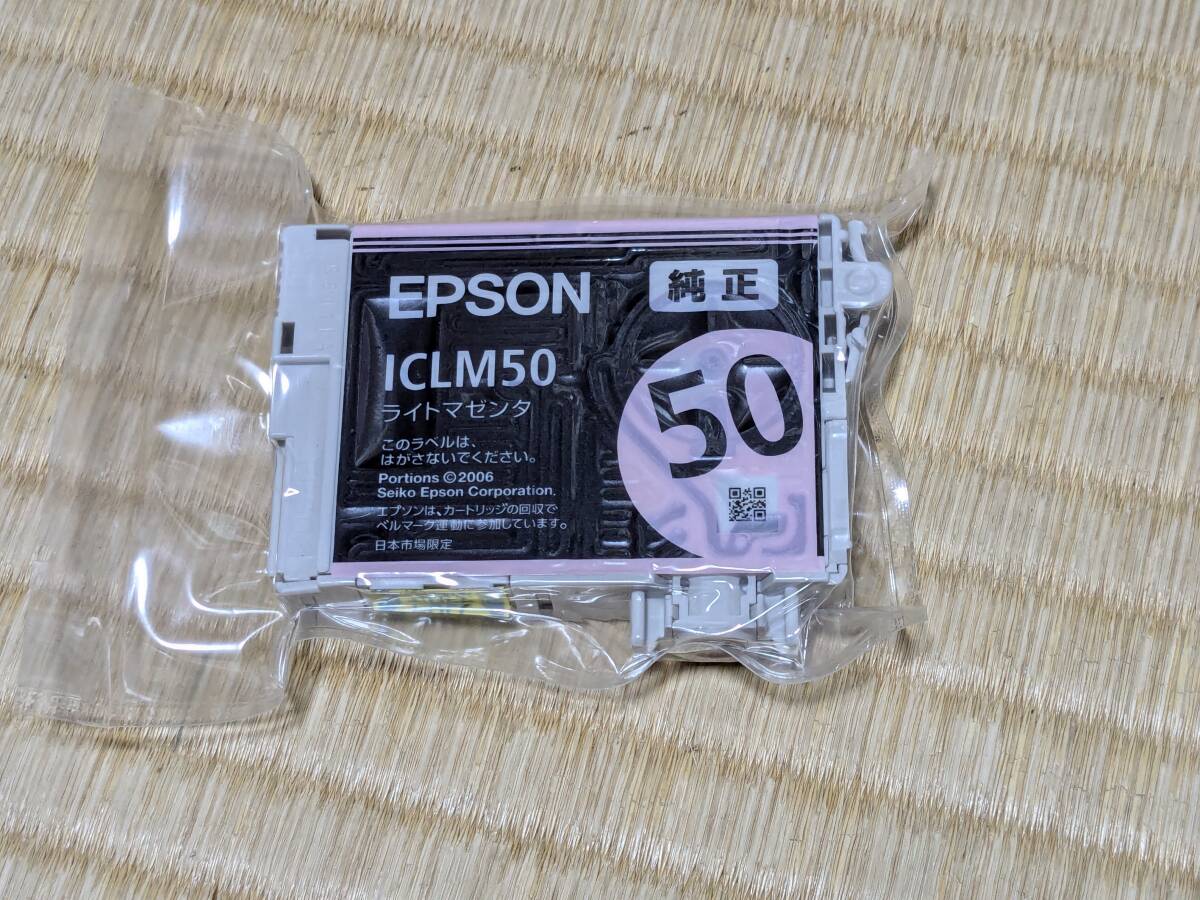 EPSON
純正
ICLM50
ライトマゼンタ
50
このラベルは、
はがさないでください。
Portions ©2006
Seiko Epson Corporation.
エプソンは、カートリッジの回収で
ベルマーク運動に参加しています。
日本市場限定